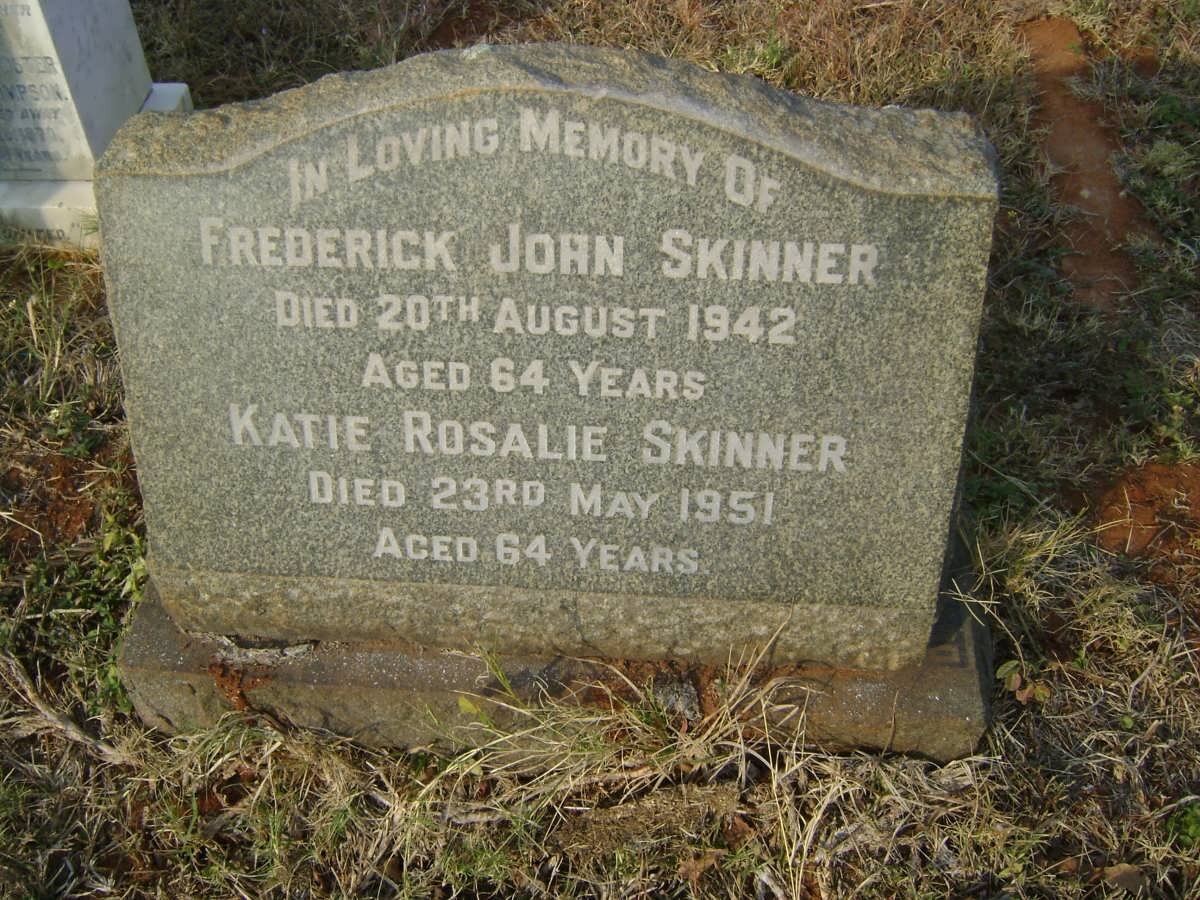 IN LOVING MEMORY OF
FREDERICK JOHN SKINNER
DIED 20TH AUGUST 1942
AGED 64 YEARS
KATIE ROSALIE SKINNER
DIED 23RD MAY 1951
AGED 64 YEARS.